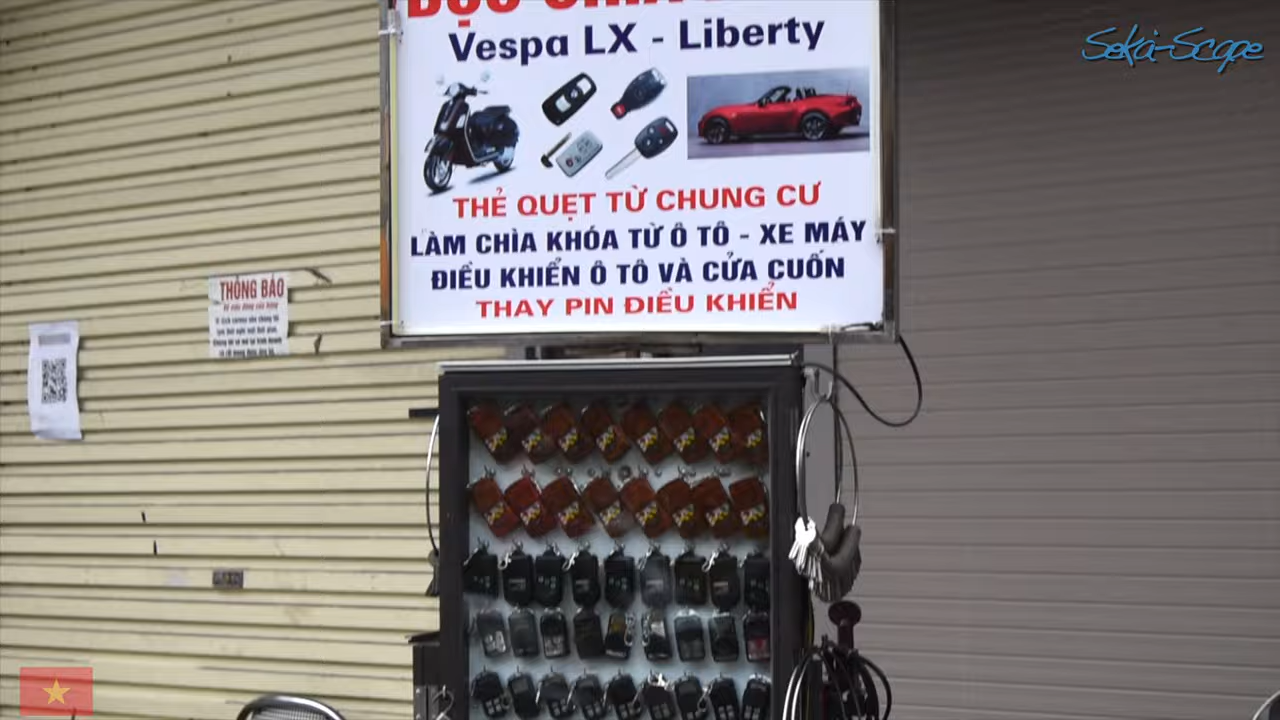 Seka-Scope
Vespa LX - Liberty
THẺ QUẸT TỪ CHUNG CƯ
LÀM CHÌA KHÓA TỪ Ô TÔ - XE MÁY
ĐIỀU KHIỂN Ô TÔ VÀ CỬA CUỐN
THAY PIN ĐIỀU KHIỂN
THÔNG BÁO